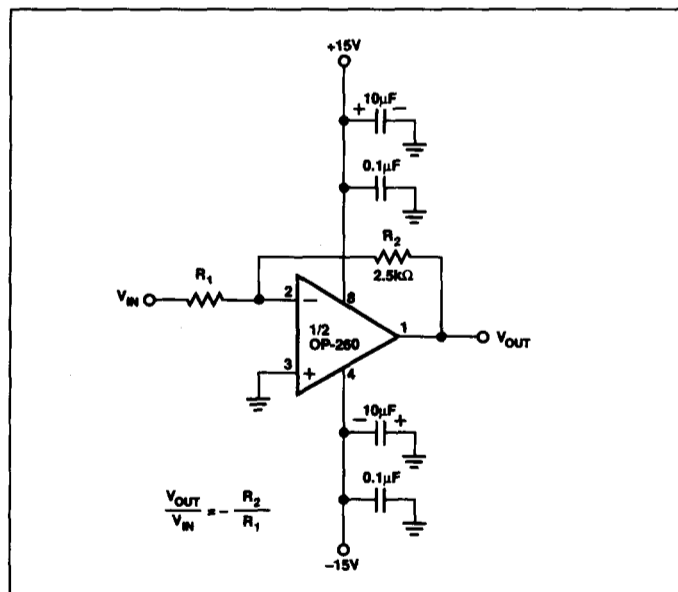 +15V
+ 10µF −
0.1µF
R2
2.5kΩ
R1
VIN
2 − 8
1/2
OP-260
1
VOUT
3 + 4
− 10µF +
0.1µF
VOUT/VIN = − R2/R1
−15V